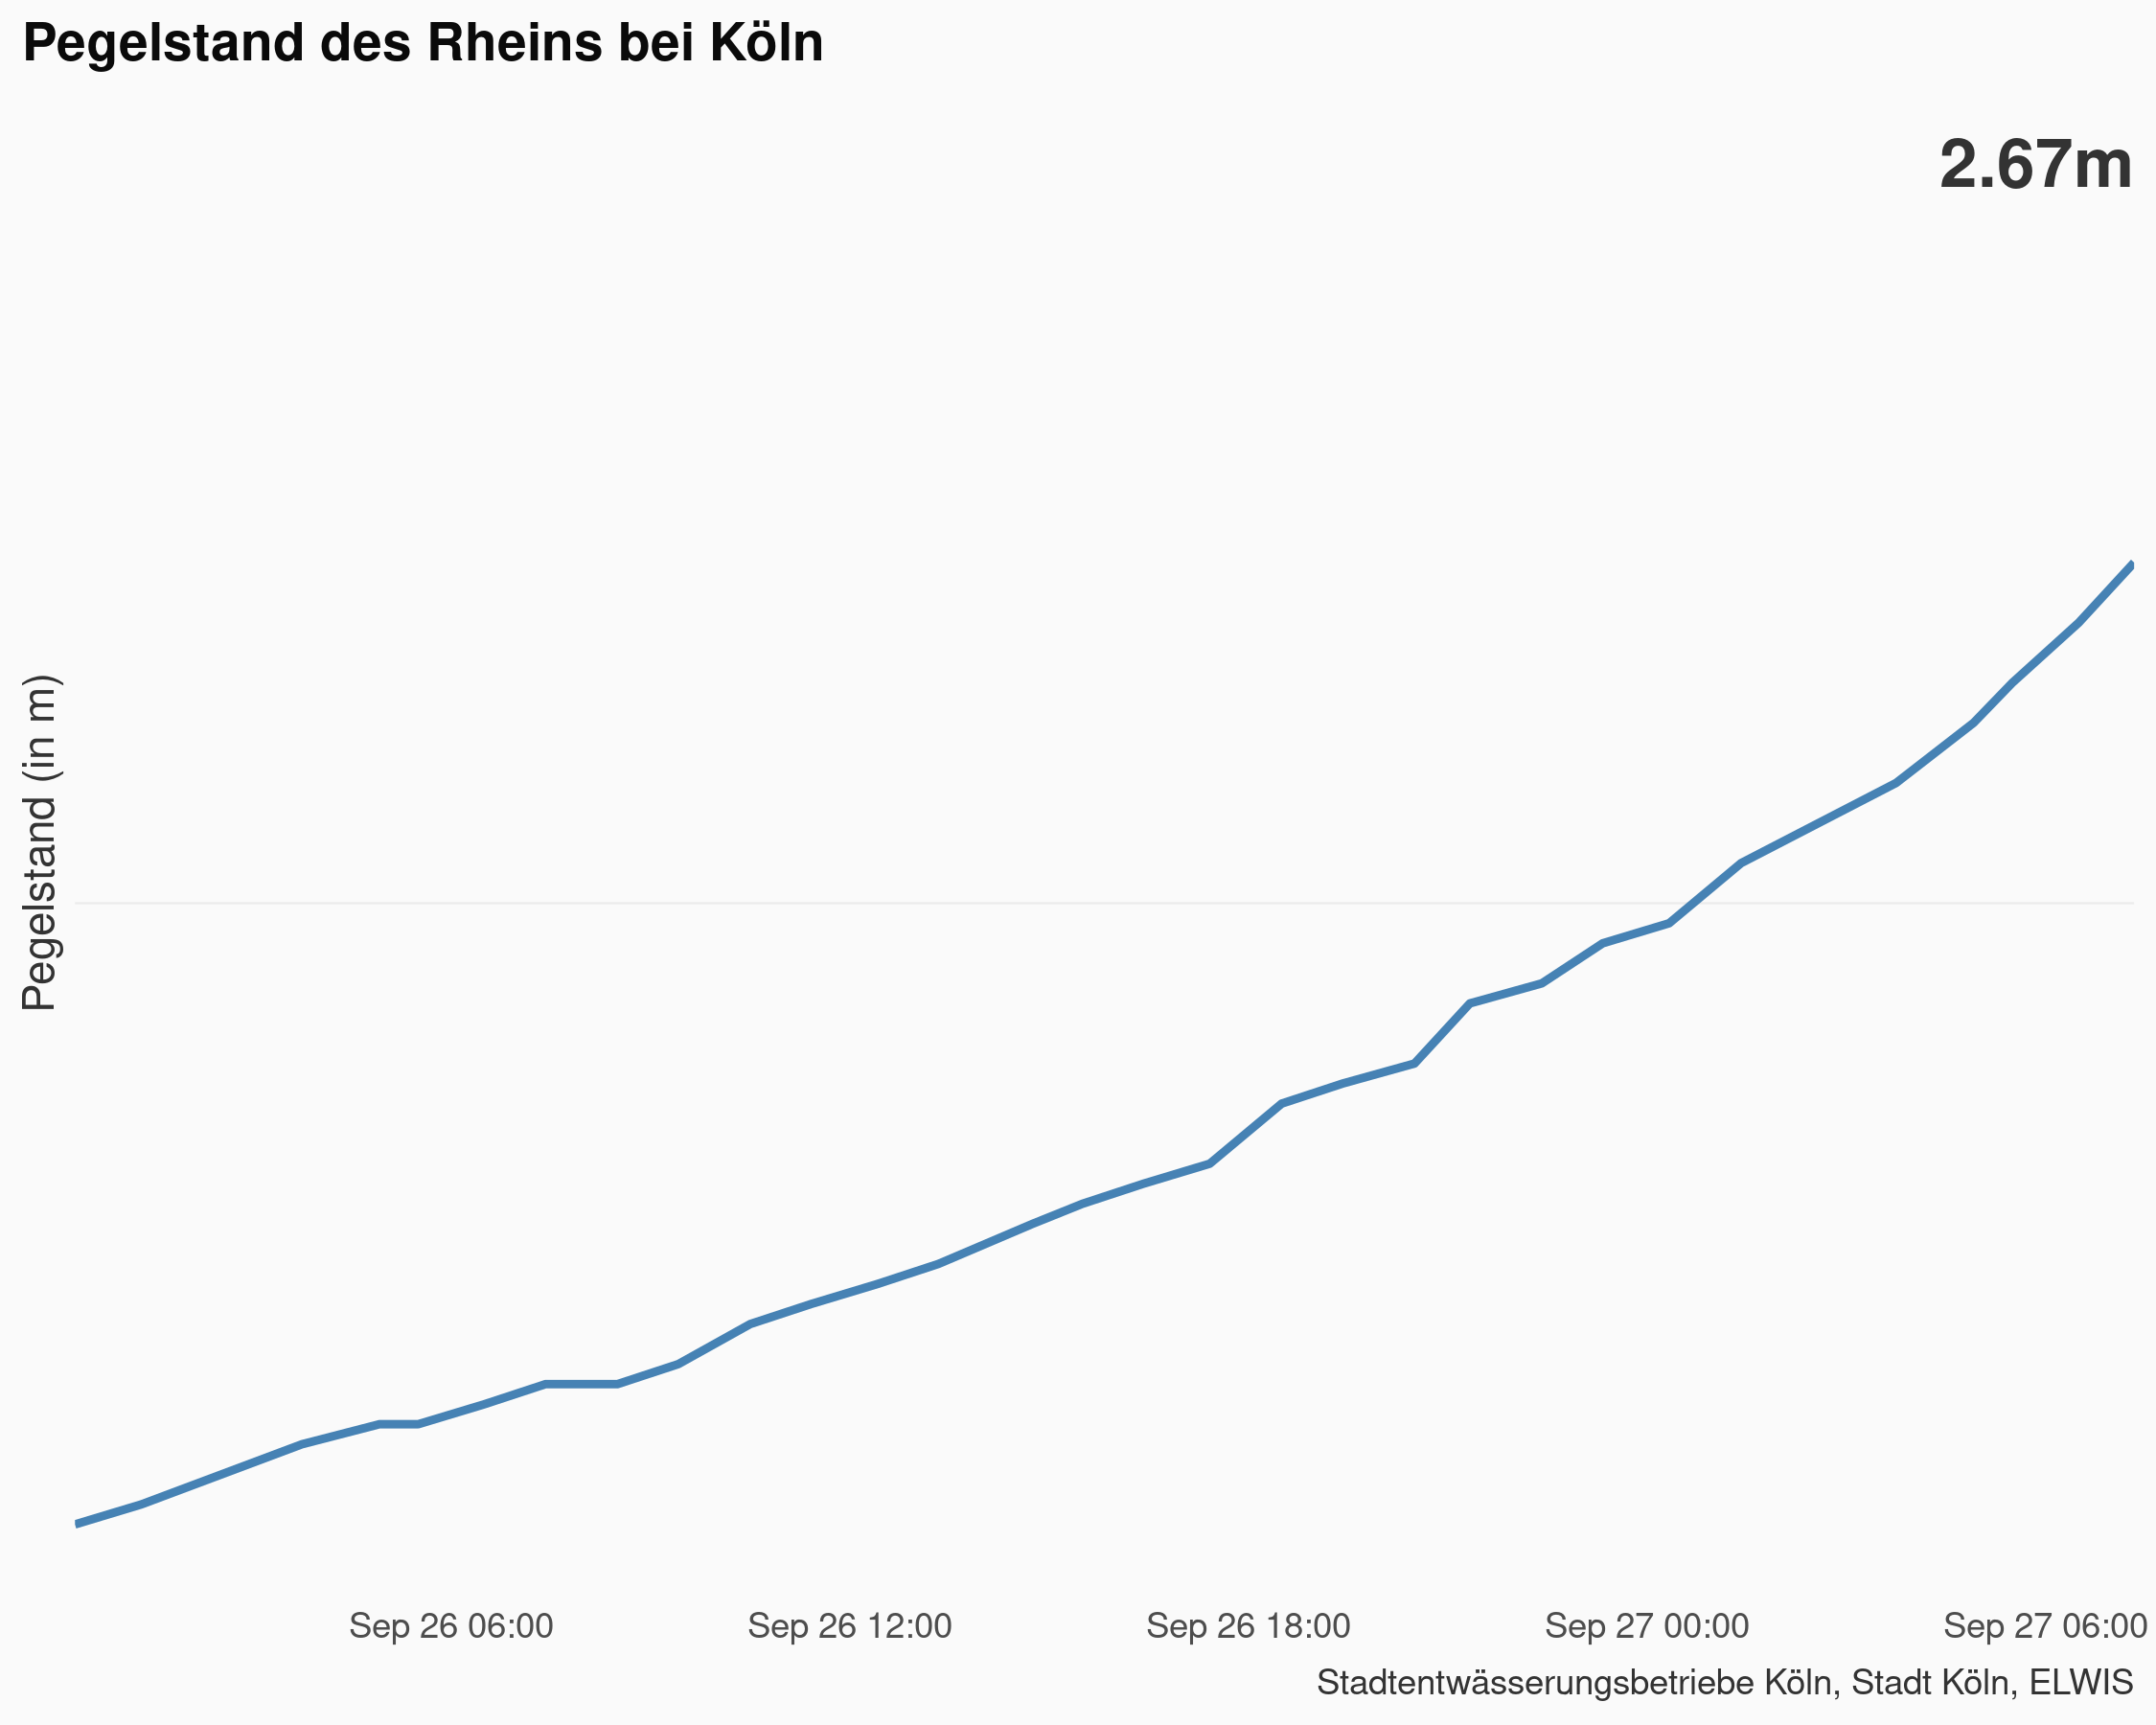 Pegelstand des Rheins bei Köln
2.67m
Pegelstand (in m)
Sep 26 06:00
Sep 26 12:00
Sep 26 18:00
Sep 27 00:00
Sep 27 06:00
Stadtentwässerungsbetriebe Köln, Stadt Köln, ELWIS